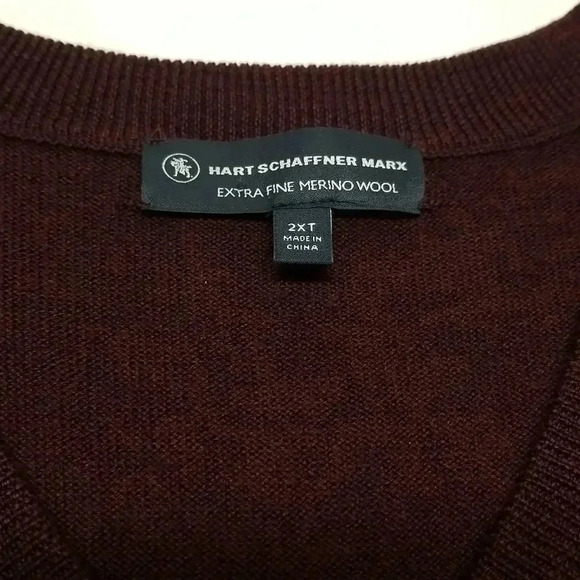 HART SCHAFFNER MARX
EXTRA FINE MERINO WOOL
2XT
MADE IN
CHINA